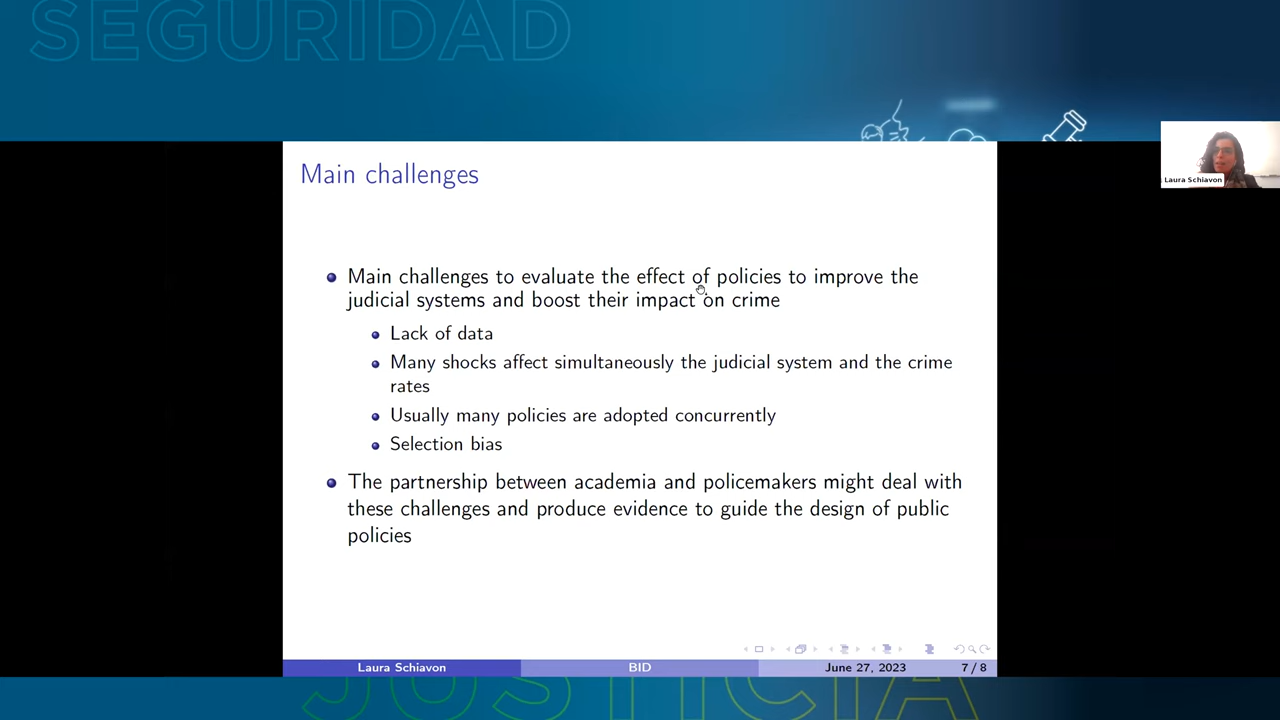 SEGURIDAD
Laura Schiavon
Main challenges
Main challenges to evaluate the effect of policies to improve the
judicial systems and boost their impact on crime
Lack of data
Many shocks affect simultaneously the judicial system and the crime
rates
Usually many policies are adopted concurrently
Selection bias
The partnership between academia and policemakers might deal with
these challenges and produce evidence to guide the design of public
policies
Laura Schiavon BID June 27, 2023 7 / 8
JUSTICIA